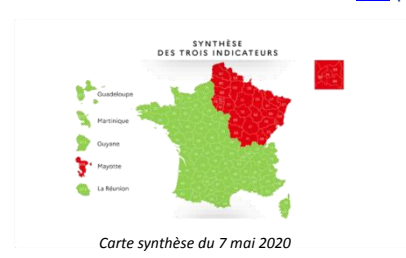 SYNTHÈSE
DES TROIS INDICATEURS
Guadeloupe
Martinique
Guyane
Mayotte
La Réunion
Carte synthèse du 7 mai 2020